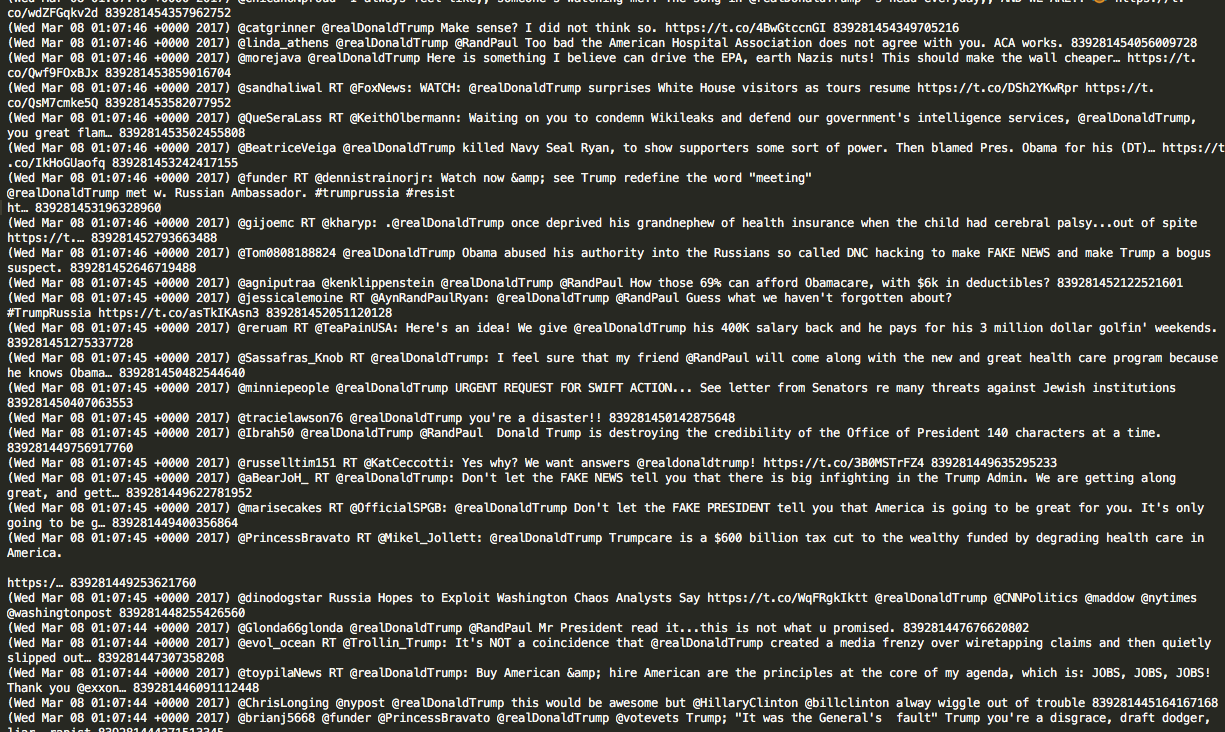 co/wdZFGqkv2d 839281454357962752
(Wed Mar 08 01:07:46 +0000 2017) @catgrinner @realDonaldTrump Make sense? I did not think so. https://t.co/4BwGtccnGI 839281454349705216
(Wed Mar 08 01:07:46 +0000 2017) @linda_athens @realDonaldTrump @RandPaul Too bad the American Hospital Association does not agree with you. ACA works. 839281454056009728
(Wed Mar 08 01:07:46 +0000 2017) @morejava @realDonaldTrump Here is something I believe can drive the EPA, earth Nazis nuts! This should make the wall cheaper… https://t.
co/Qwf9FOxBJx 839281453859016704
(Wed Mar 08 01:07:46 +0000 2017) @sandhaliwal RT @FoxNews: WATCH: @realDonaldTrump surprises White House visitors as tours resume https://t.co/DSh2YKwRpr https://t.
co/QsM7cmke5Q 839281453582077952
(Wed Mar 08 01:07:46 +0000 2017) @QueSeraLass RT @KeithOlbermann: Waiting on you to condemn Wikileaks and defend our government's intelligence services, @realDonaldTrump,
you great flam… 839281453502455808
(Wed Mar 08 01:07:46 +0000 2017) @BeatriceVeiga @realDonaldTrump killed Navy Seal Ryan, to show supporters some sort of power. Then blamed Pres. Obama for his (DT)… https://t
.co/IkHoGUaofq 839281453242417155
(Wed Mar 08 01:07:46 +0000 2017) @funder RT @dennistrainorjr: Watch now &amp; see Trump redefine the word "meeting"
@realDonaldTrump met w. Russian Ambassador. #trumprussia #resist
ht… 839281453196328960
(Wed Mar 08 01:07:46 +0000 2017) @gijoemc RT @kharyp: .@realDonaldTrump once deprived his grandnephew of health insurance when the child had cerebral palsy...out of spite
https://t.… 839281452793663488
(Wed Mar 08 01:07:46 +0000 2017) @Tom0808188824 @realDonaldTrump Obama abused his authority into the Russians so called DNC hacking to make FAKE NEWS and make Trump a bogus
suspect. 839281452646719488
(Wed Mar 08 01:07:45 +0000 2017) @agniputraa @kenklippenstein @realDonaldTrump @RandPaul How those 69% can afford Obamacare, with $6k in deductibles? 839281452122521601
(Wed Mar 08 01:07:45 +0000 2017) @jessicalemoine RT @AynRandPaulRyan: @realDonaldTrump @RandPaul Guess what we haven't forgotten about?
#TrumpRussia https://t.co/asTkIKAsn3 839281452051120128
(Wed Mar 08 01:07:45 +0000 2017) @reruam RT @TeaPainUSA: Here's an idea! We give @realDonaldTrump his 400K salary back and he pays for his 3 million dollar golfin' weekends.
839281451275337728
(Wed Mar 08 01:07:45 +0000 2017) @Sassafras_Knob RT @realDonaldTrump: I feel sure that my friend @RandPaul will come along with the new and great health care program because
he knows Obama… 839281450482544640
(Wed Mar 08 01:07:45 +0000 2017) @minniepeople @realDonaldTrump URGENT REQUEST FOR SWIFT ACTION... See letter from Senators re many threats against Jewish institutions
839281450407063553
(Wed Mar 08 01:07:45 +0000 2017) @tracielawson76 @realDonaldTrump you're a disaster!! 839281450142875648
(Wed Mar 08 01:07:45 +0000 2017) @Ibrah50 @realDonaldTrump @RandPaul  Donald Trump is destroying the credibility of the Office of President 140 characters at a time.
839281449756917760
(Wed Mar 08 01:07:45 +0000 2017) @russelltim151 RT @KatCeccotti: Yes why? We want answers @realdonaldtrump! https://t.co/3B0MSTrFZ4 839281449635295233
(Wed Mar 08 01:07:45 +0000 2017) @aBearJoH_ RT @realDonaldTrump: Don't let the FAKE NEWS tell you that there is big infighting in the Trump Admin. We are getting along
great, and gett… 839281449622781952
(Wed Mar 08 01:07:45 +0000 2017) @marisecakes RT @OfficialSPGB: @realDonaldTrump Don't let the FAKE PRESIDENT tell you that America is going to be great for you. It's only
going to be g… 839281449400356864
(Wed Mar 08 01:07:45 +0000 2017) @PrincessBravato RT @Mikel_Jollett: @realDonaldTrump Trumpcare is a $600 billion tax cut to the wealthy funded by degrading health care in
America.
https:/… 839281449253621760
(Wed Mar 08 01:07:45 +0000 2017) @dinodogstar Russia Hopes to Exploit Washington Chaos Analysts Say https://t.co/WqFRgkIktt @realDonaldTrump @CNNPolitics @maddow @nytimes
@washingtonpost 839281448255426560
(Wed Mar 08 01:07:44 +0000 2017) @Glonda66glonda @realDonaldTrump @RandPaul Mr President read it...this is not what u promised. 839281447676620802
(Wed Mar 08 01:07:44 +0000 2017) @evol_ocean RT @Trollin_Trump: It's NOT a coincidence that @realDonaldTrump created a media frenzy over wiretapping claims and then quietly
slipped out… 839281447307358208
(Wed Mar 08 01:07:44 +0000 2017) @toypilaNews RT @realDonaldTrump: Buy American &amp; hire American are the principles at the core of my agenda, which is: JOBS, JOBS, JOBS!
Thank you @exxon… 839281446091112448
(Wed Mar 08 01:07:44 +0000 2017) @ChrisLonging @nypost @realDonaldTrump this would be awesome but @HillaryClinton @billclinton alway wiggle out of trouble 839281445164167168
(Wed Mar 08 01:07:44 +0000 2017) @brianj5668 @funder @PrincessBravato @realDonaldTrump @votevets Trump; "It was the General's  fault" Trump you're a disgrace, draft dodger,